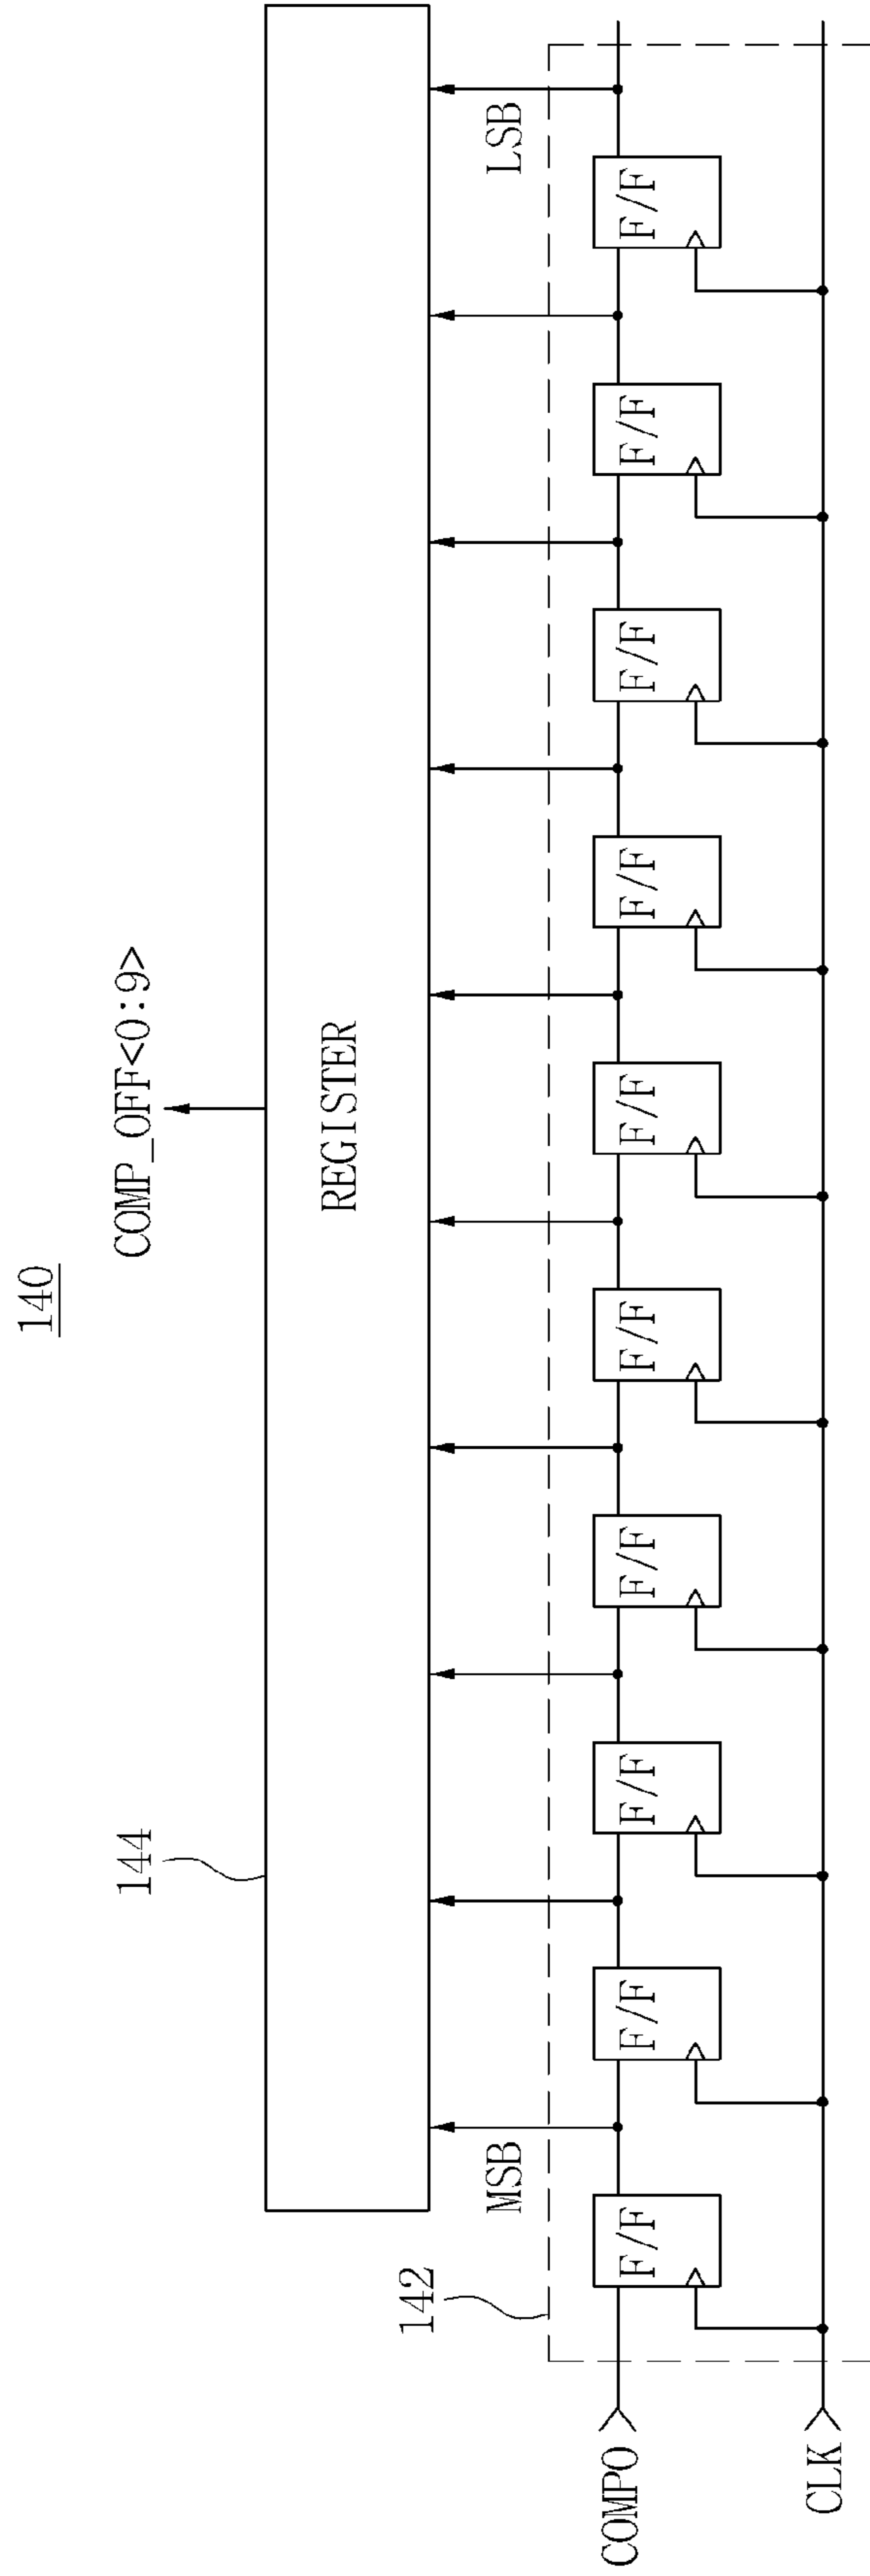 140
COMP_OFF<0:9>
144
REGISTER
142
MSB
LSB
COMPO
F/F
F/F
F/F
F/F
F/F
F/F
F/F
F/F
F/F
F/F
CLK